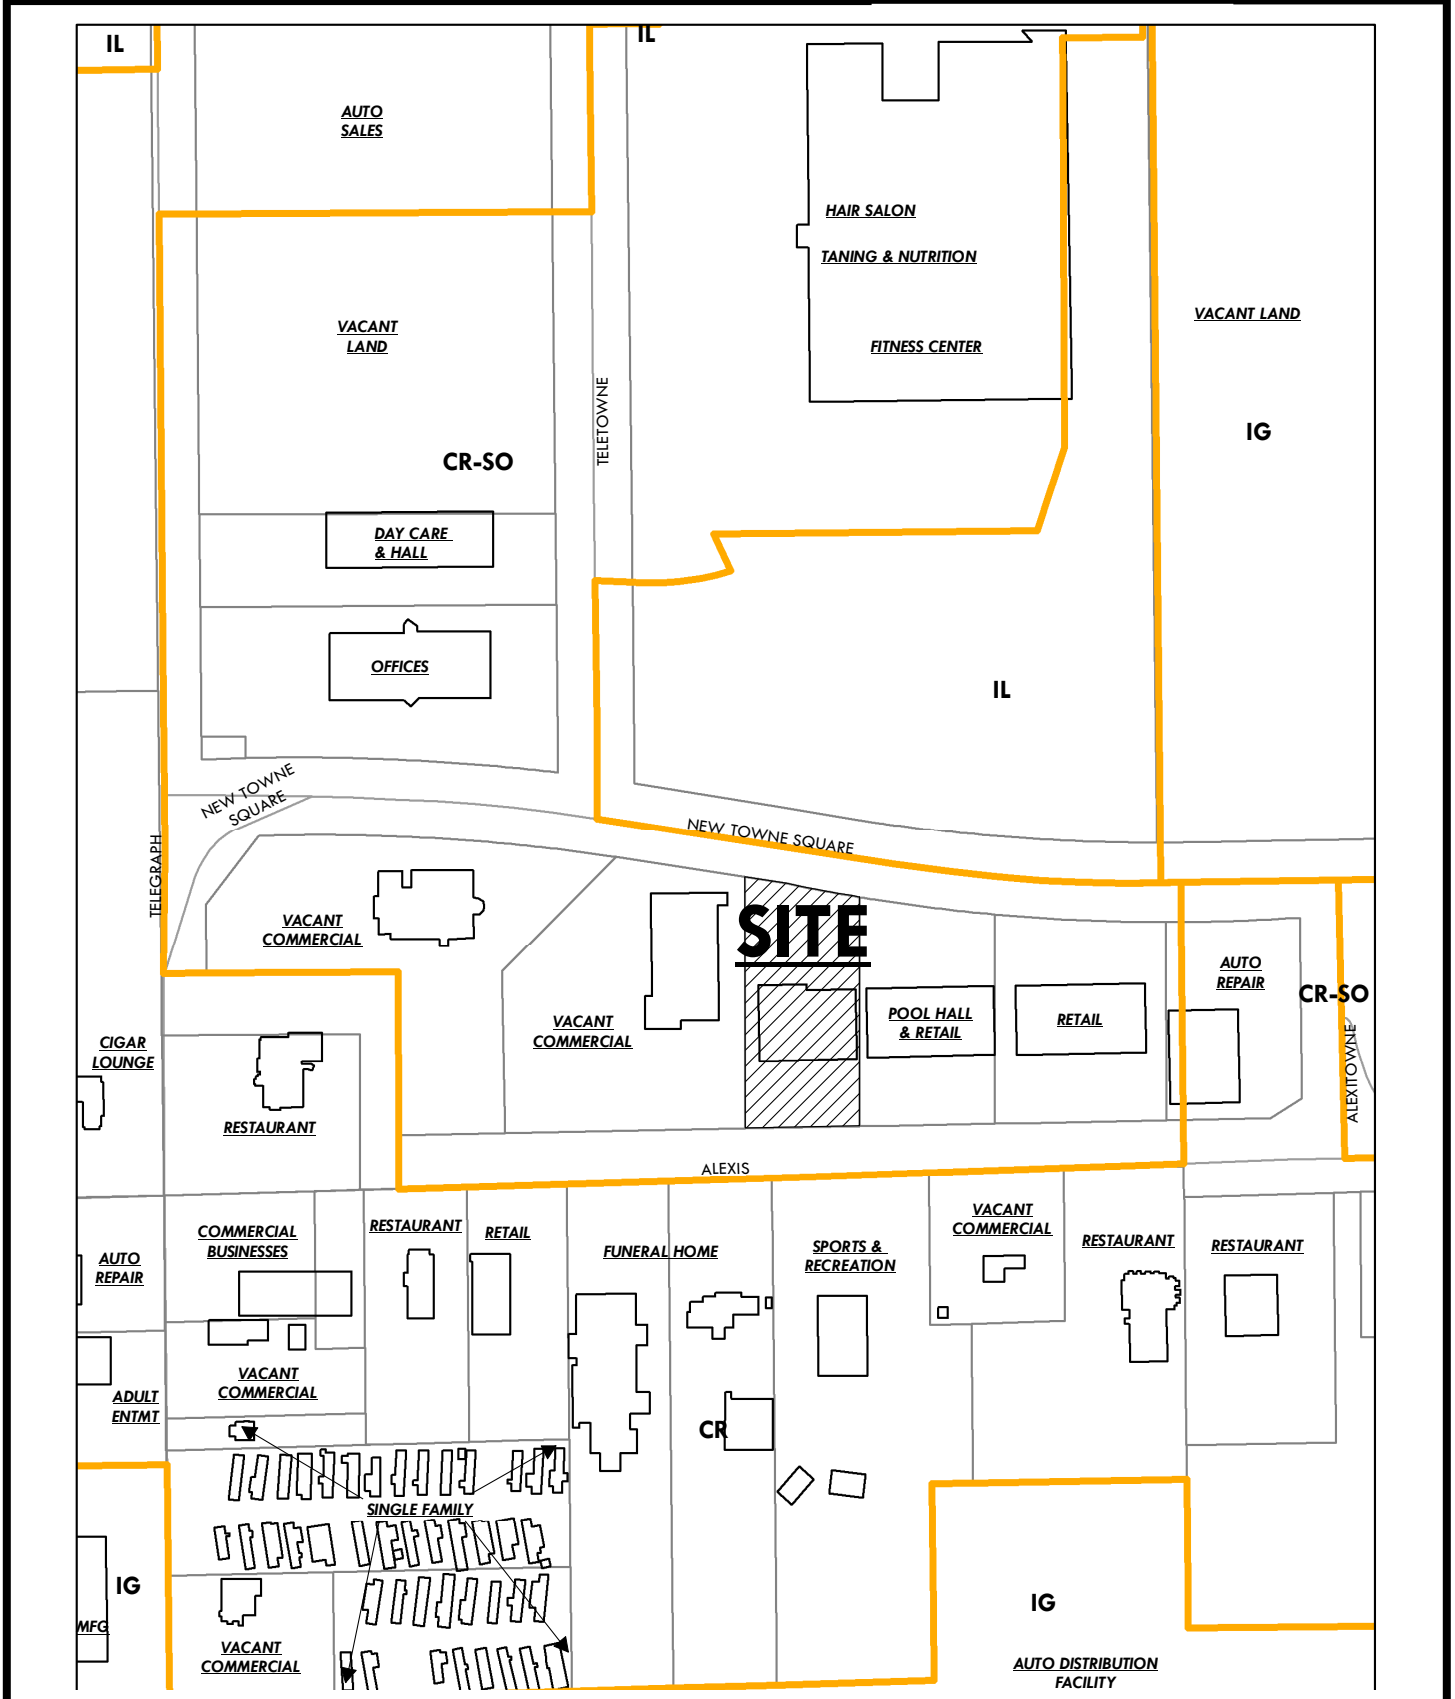 IL
IL
AUTO
SALES
HAIR SALON
TANING & NUTRITION
FITNESS CENTER
VACANT LAND
VACANT
LAND
TELETOWNE
IG
CR-SO
DAY CARE
& HALL
OFFICES
IL
NEW TOWNE
SQUARE
NEW TOWNE SQUARE
TELEGRAPH
VACANT
COMMERCIAL
SITE
AUTO
REPAIR
CR-SO
VACANT
COMMERCIAL
POOL HALL
& RETAIL
RETAIL
CIGAR
LOUNGE
ALEXITOWNE
RESTAURANT
ALEXIS
COMMERCIAL
BUSINESSES
RESTAURANT
RETAIL
FUNERAL HOME
SPORTS &
RECREATION
VACANT
COMMERCIAL
RESTAURANT
RESTAURANT
AUTO
REPAIR
VACANT
COMMERCIAL
ADULT
ENTMT
CR
SINGLE FAMILY
IG
IG
MFG
VACANT
COMMERCIAL
AUTO DISTRIBUTION
FACILITY